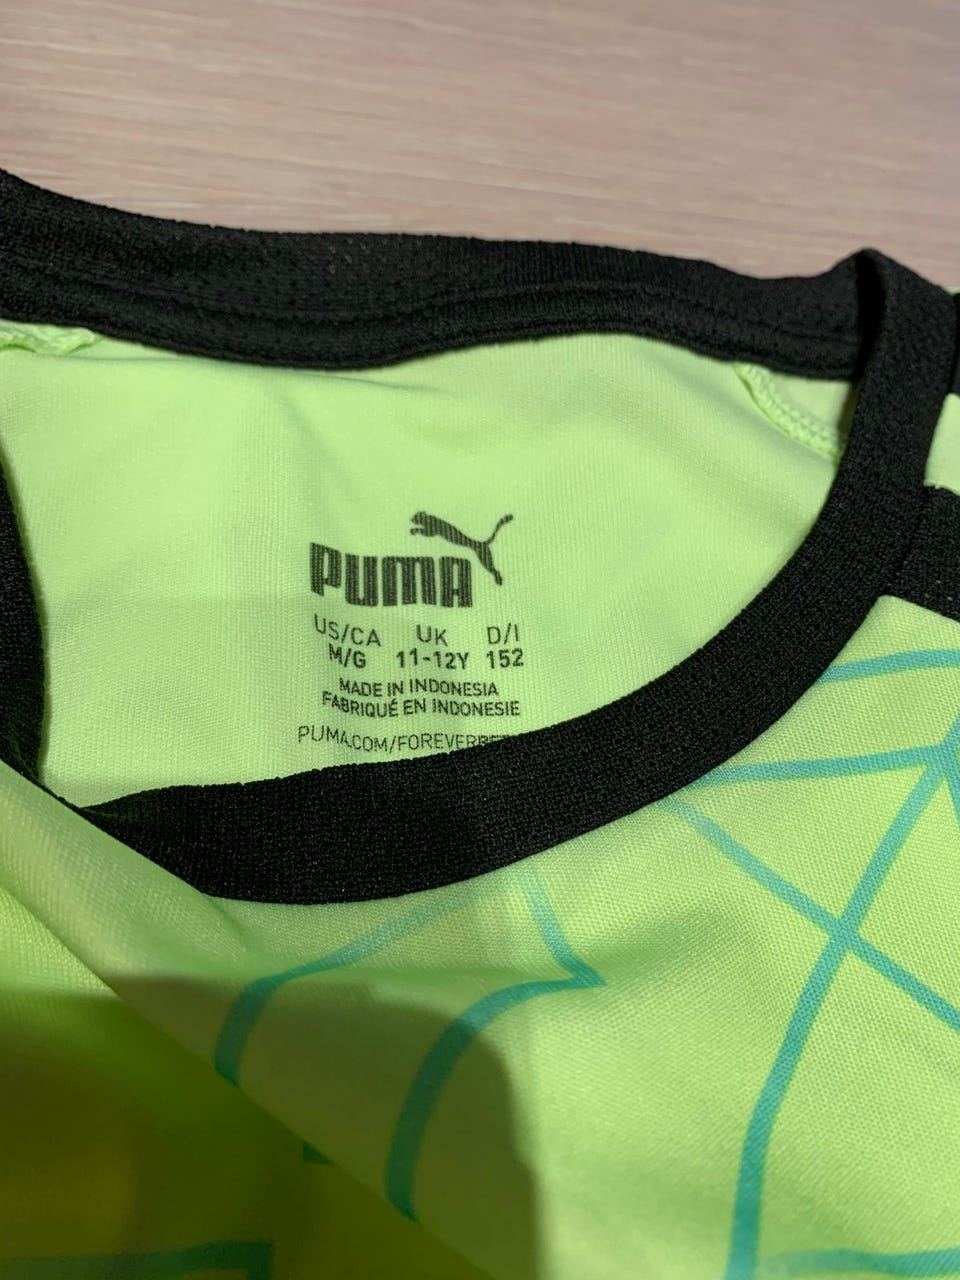 PUMA
US/CA UK D/I
M/G 11-12Y 152
MADE IN INDONESIA
FABRIQUÉ EN INDONESIE